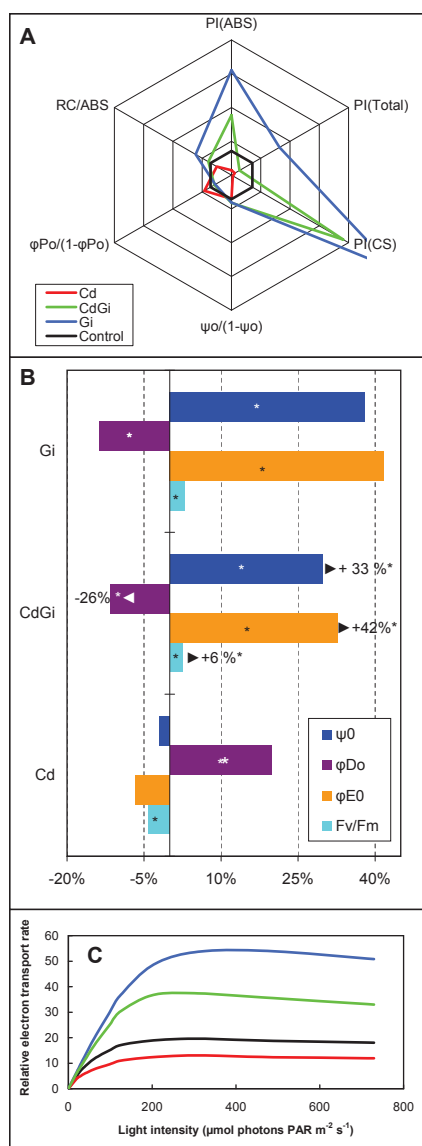 A
PI(ABS)
RC/ABS
PI(Total)
φPo/(1-φPo)
PI(CS)
ψo/(1-ψo)
Cd
CdGi
Gi
Control
B
Gi
*
*
*
*
CdGi
* ►+ 33 %*
-26% *◄
* ►+42%*
* ►+6 %*
Cd
**
*
ψ0
φDo
φE0
Fv/Fm
-20% -5% 10% 25% 40%
C
Relative electron transport rate
60
50
40
30
20
10
0
0 200 400 600 800
Light intensity (µmol photons PAR m⁻² s⁻¹)